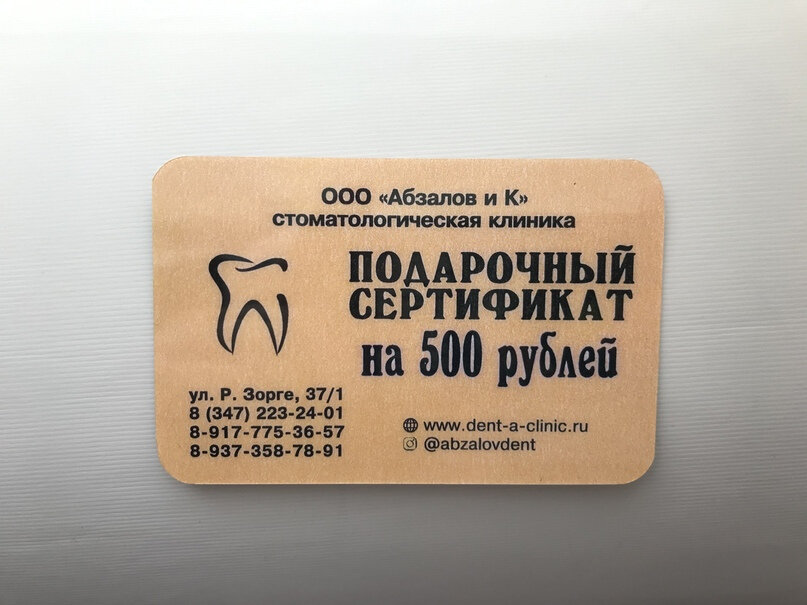 ООО «Абзалов и К»
стоматологическая клиника
ПОДАРОЧНЫЙ
СЕРТИФИКАТ
на 500 рублей
ул. Р. Зорге, 37/1
8 (347) 223-24-01
8-917-775-36-57
8-937-358-78-91
www.dent-a-clinic.ru
@abzalovdent